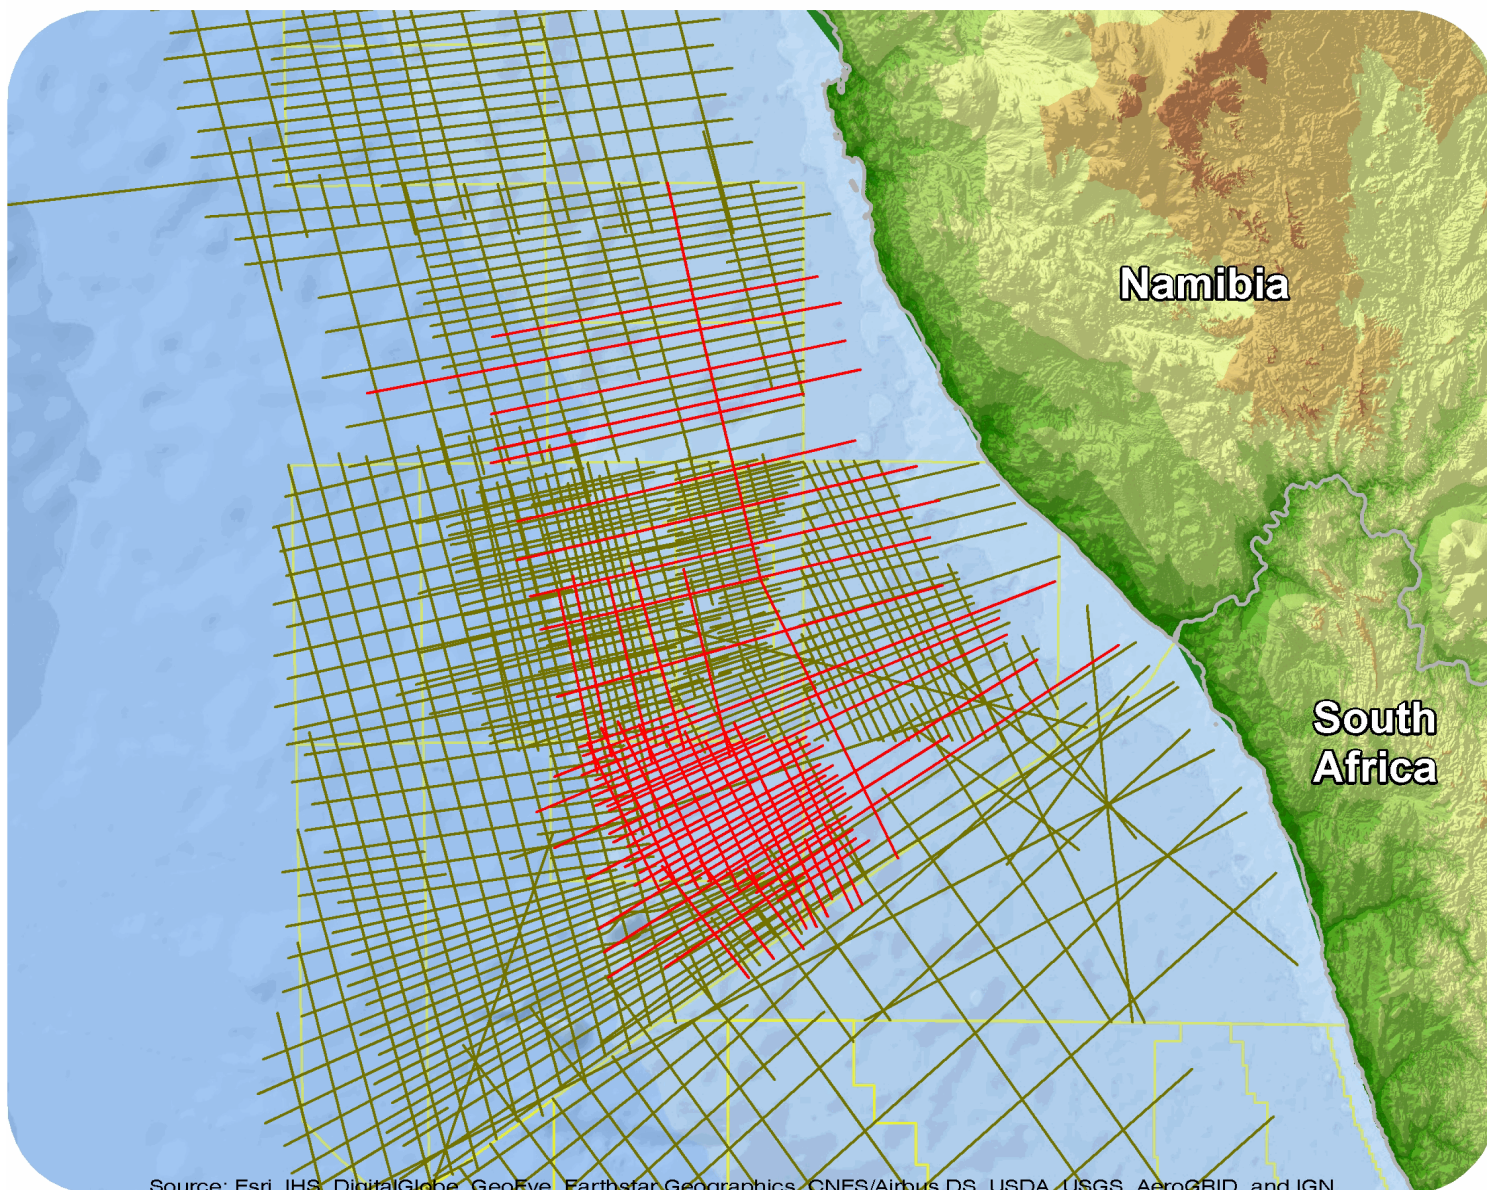 Namibia
South
Africa
Source: Esri, IHS, DigitalGlobe, GeoEye, Earthstar Geographics, CNES/Airbus DS, USDA, USGS, AeroGRID, and IGN